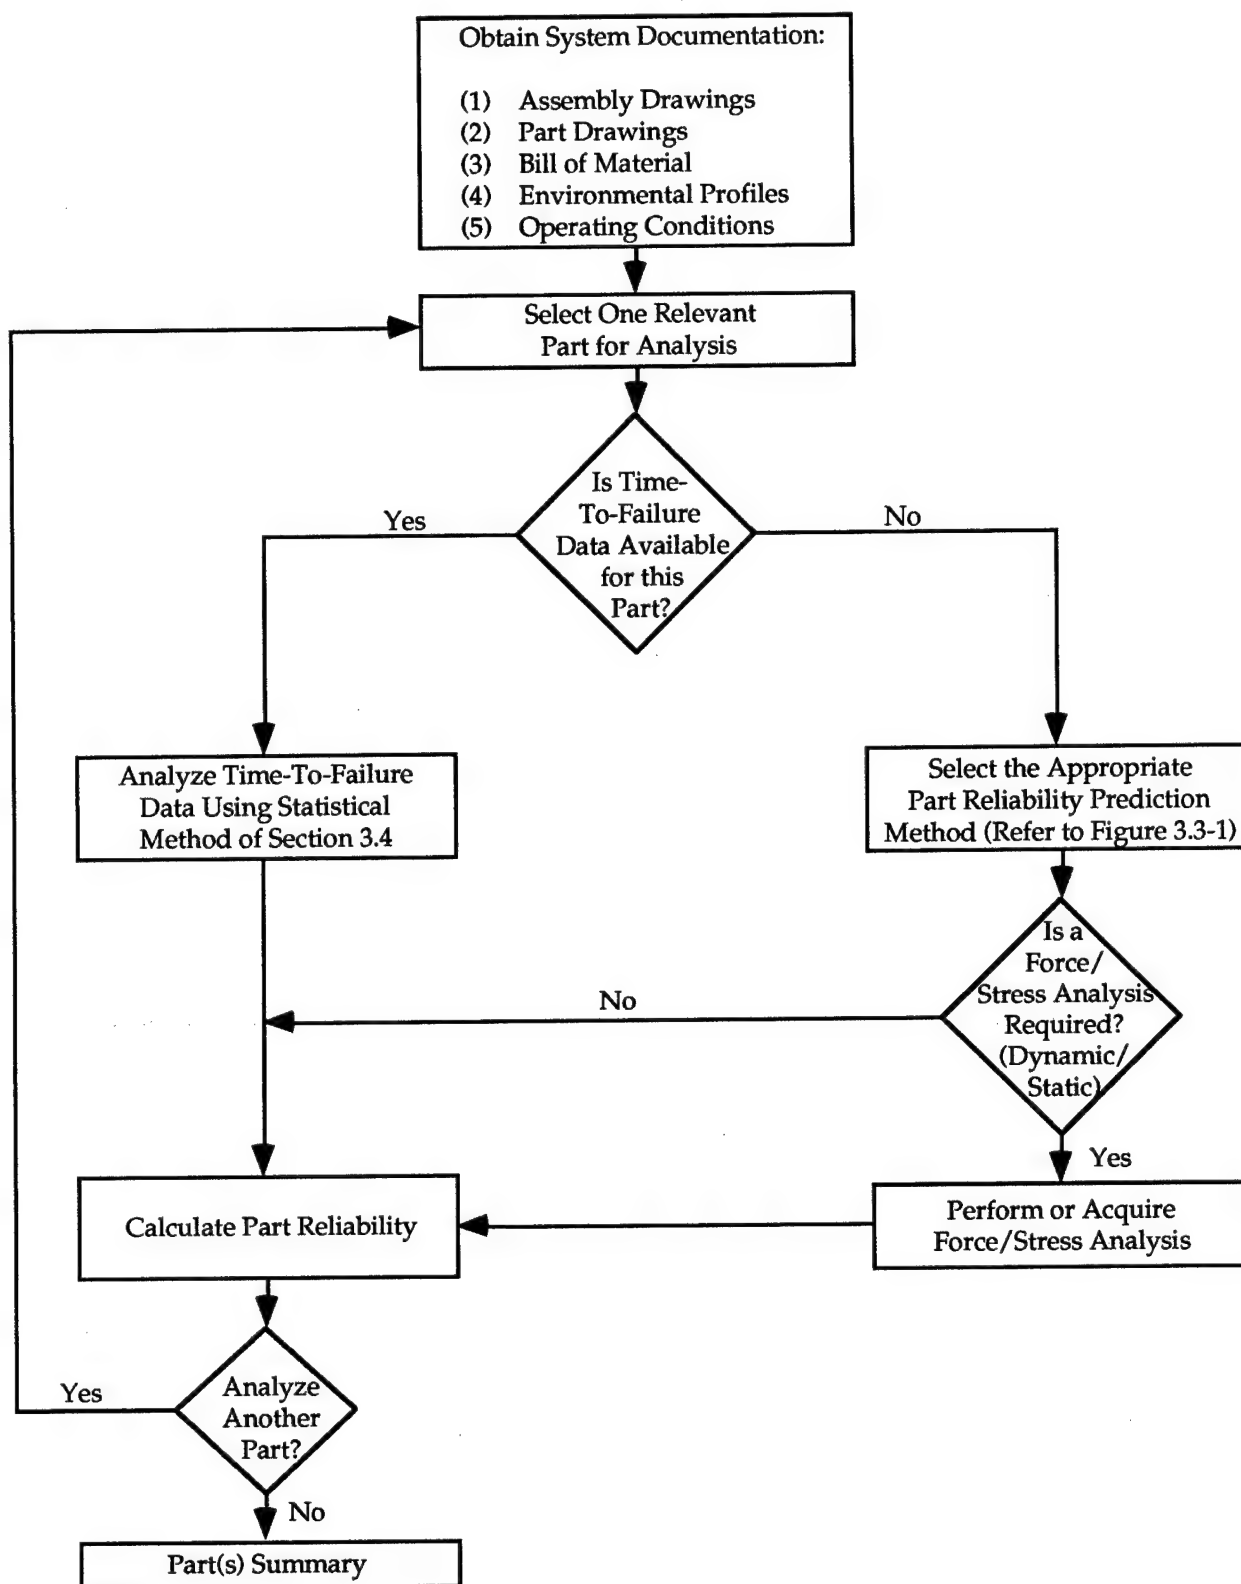 Obtain System Documentation:
(1) Assembly Drawings
(2) Part Drawings
(3) Bill of Material
(4) Environmental Profiles
(5) Operating Conditions
Select One Relevant
Part for Analysis
Is Time-
To-Failure
Data Available
for this
Part?
Yes
No
Analyze Time-To-Failure
Data Using Statistical
Method of Section 3.4
Select the Appropriate
Part Reliability Prediction
Method (Refer to Figure 3.3-1)
Is a
Force/
Stress Analysis
Required?
(Dynamic/
Static)
No
Yes
Calculate Part Reliability
Perform or Acquire
Force/Stress Analysis
Analyze
Another
Part?
Yes
No
Part(s) Summary